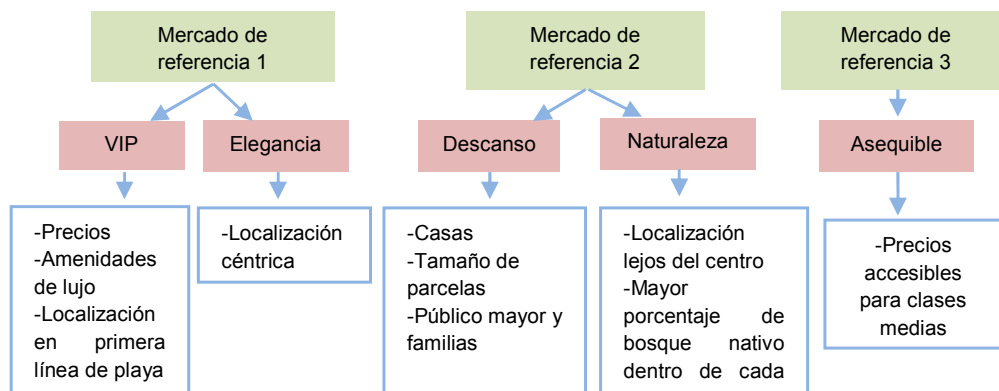 Mercado de
referencia 1
Mercado de
referencia 2
Mercado de
referencia 3
VIP
Elegancia
Descanso
Naturaleza
Asequible
-Precios
-Amenidades
de lujo
-Localización
en primera
línea de playa
-Localización
céntrica
-Casas
-Tamaño de
parcelas
-Público mayor y
familias
-Localización
lejos del centro
-Mayor
porcentaje de
bosque nativo
dentro de cada
-Precios
accesibles
para clases
medias